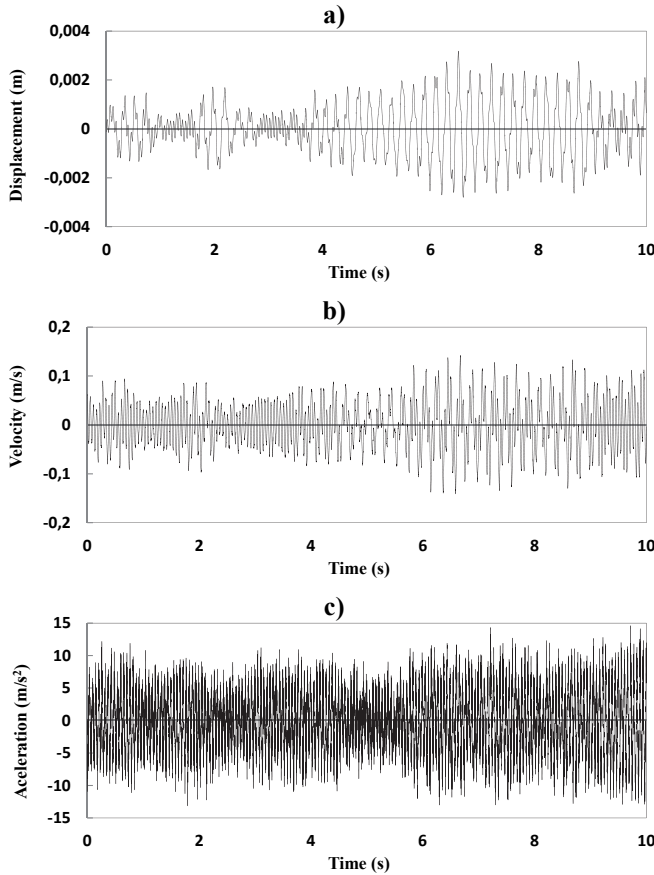 a)
0,004
0,002
0
-0,002
-0,004
Displacement (m)
0 2 4 6 8 10
Time (s)
b)
0,2
0,1
0
-0,1
-0,2
Velocity (m/s)
0 2 4 6 8 10
Time (s)
c)
15
10
5
0
-5
-10
-15
Aceleration (m/s²)
0 2 4 6 8 10
Time (s)